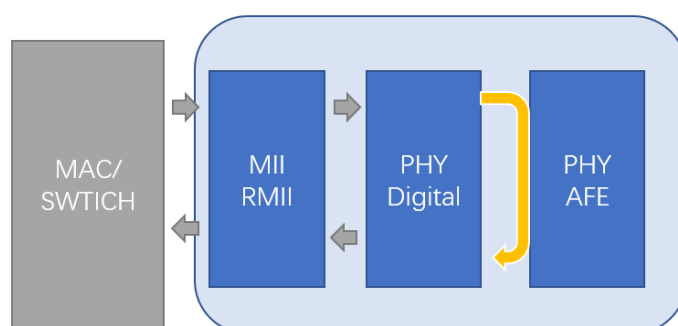 MAC/
SWTICH
MII
RMII
PHY
Digital
PHY
AFE